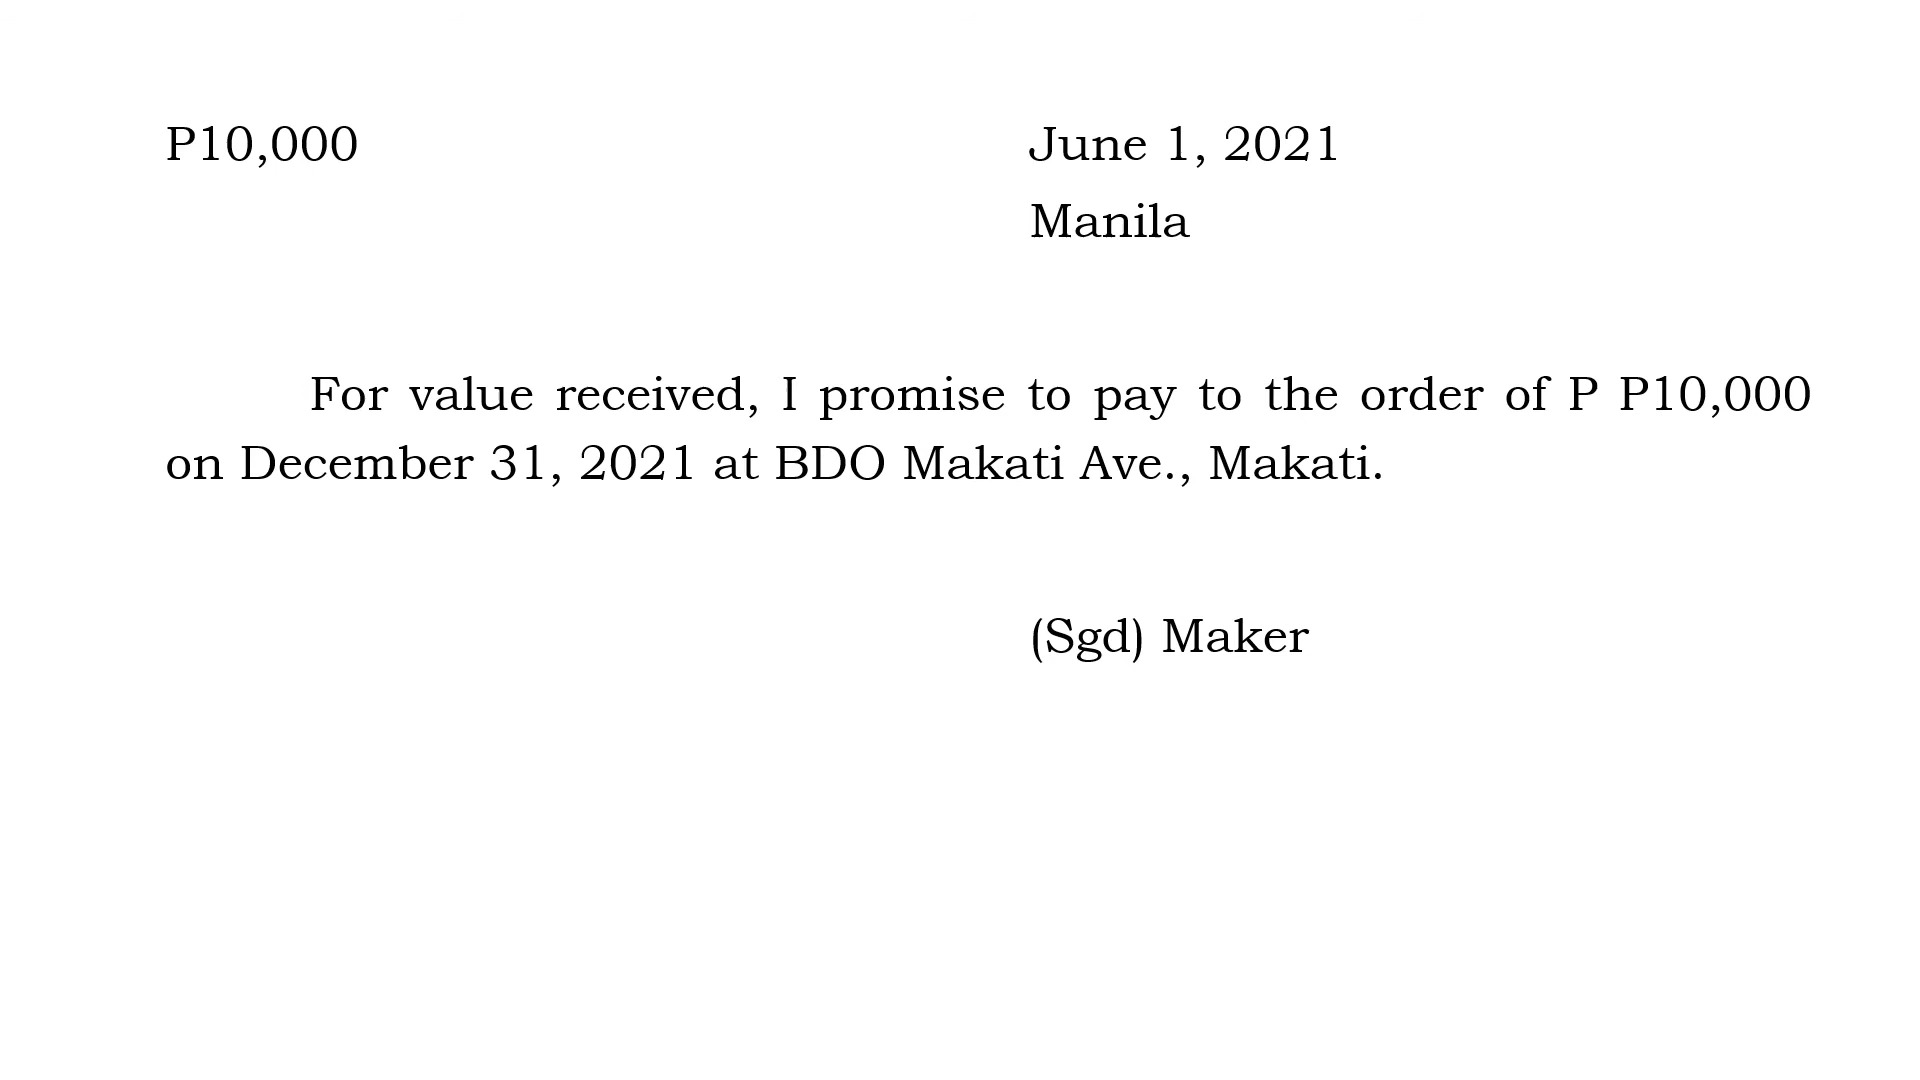 P10,000 June 1, 2021
Manila
For value received, I promise to pay to the order of P P10,000
on December 31, 2021 at BDO Makati Ave., Makati.
(Sgd) Maker